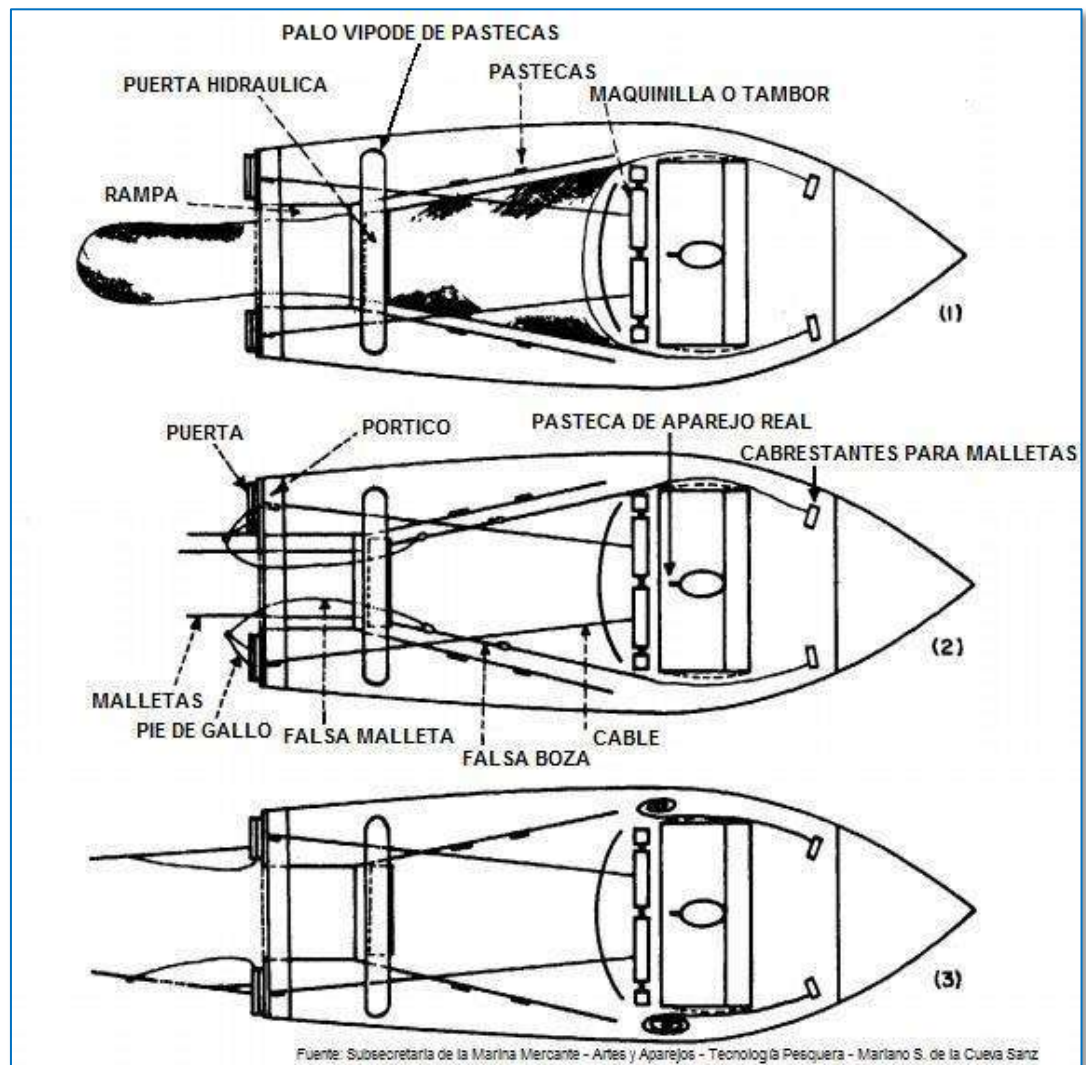 PALO VIPODE DE PASTECAS
PASTECAS
PUERTA HIDRAULICA
MAQUINILLA O TAMBOR
RAMPA
(1)
PASTECA DE APAREJO REAL
PUERTA
PORTICO
CABRESTANTES PARA MALLETAS
(2)
MALLETAS
PIE DE GALLO
FALSA MALLETA
CABLE
FALSA BOZA
(3)
Fuente: Subsecretaría de la Marina Mercante - Artes y Aparejos - Tecnología Pesquera - Mariano S. de la Cueva Sanz